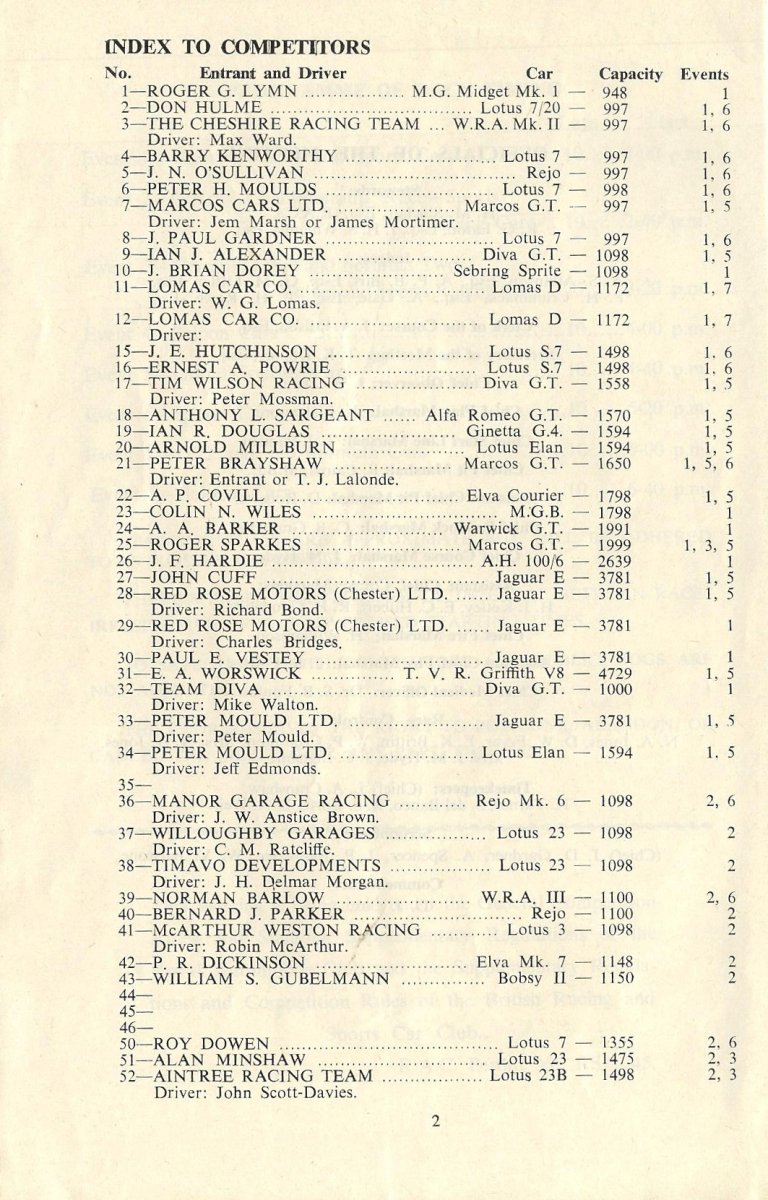 INDEX TO COMPETITORS
No. Entrant and Driver Car Capacity Events
1—ROGER G. LYMN ................. M.G. Midget Mk. 1 — 948 1
2—DON HULME ....................................... Lotus 7/20 — 997 1, 6
3—THE CHESHIRE RACING TEAM ... W.R.A. Mk. II — 997 1, 6
Driver: Max Ward.
4—BARRY KENWORTHY ........................... Lotus 7 — 997 1, 6
5—J. N. O'SULLIVAN .................................... Rejo — 997 1, 6
6—PETER H. MOULDS .............................. Lotus 7 — 998 1, 6
7—MARCOS CARS LTD. ...................... Marcos G.T. — 997 1, 5
Driver: Jem Marsh or James Mortimer.
8—J. PAUL GARDNER .............................. Lotus 7 — 997 1, 6
9—IAN J. ALEXANDER ......................... Diva G.T. — 1098 1, 5
10—J. BRIAN DOREY ....................... Sebring Sprite — 1098 1
11—LOMAS CAR CO. ................................. Lomas D — 1172 1, 7
Driver: W. G. Lomas.
12—LOMAS CAR CO. ................................. Lomas D — 1172 1, 7
Driver:
15—J. E. HUTCHINSON ............................ Lotus S.7 — 1498 1, 6
16—ERNEST A. POWRIE ........................... Lotus S.7 — 1498 1, 6
17—TIM WILSON RACING ....................... Diva G.T. — 1558 1, 5
Driver: Peter Mossman.
18—ANTHONY L. SARGEANT ...... Alfa Romeo G.T. — 1570 1, 5
19—IAN R. DOUGLAS ........................... Ginetta G.4. — 1594 1, 5
20—ARNOLD MILLBURN ....................... Lotus Elan — 1594 1, 5
21—PETER BRAYSHAW ......................... Marcos G.T. — 1650 1, 5, 6
Driver: Entrant or T. J. Lalonde.
22—A. P. COVILL ................................. Elva Courier — 1798 1, 5
23—COLIN N. WILES ................................. M.G.B. — 1798 1
24—A. A. BARKER .............................. Warwick G.T. — 1991 1
25—ROGER SPARKES ........................... Marcos G.T. — 1999 1, 3, 5
26—J. F. HARDIE ................................... A.H. 100/6 — 2639 1
27—JOHN CUFF ....................................... Jaguar E — 3781 1, 5
28—RED ROSE MOTORS (Chester) LTD. ...... Jaguar E — 3781 1, 5
Driver: Richard Bond.
29—RED ROSE MOTORS (Chester) LTD. ...... Jaguar E — 3781 1
Driver: Charles Bridges.
30—PAUL E. VESTEY ............................... Jaguar E — 3781 1
31—E. A. WORSWICK .............. T. V. R. Griffith V8 — 4729 1, 5
32—TEAM DIVA ....................................... Diva G.T. — 1000 1
Driver: Mike Walton.
33—PETER MOULD LTD. ........................ Jaguar E — 3781 1, 5
Driver: Peter Mould.
34—PETER MOULD LTD. ...................... Lotus Elan — 1594 1, 5
Driver: Jeff Edmonds.
35—
36—MANOR GARAGE RACING ............ Rejo Mk. 6 — 1098 2, 6
Driver: J. W. Anstice Brown.
37—WILLOUGHBY GARAGES .................. Lotus 23 — 1098 2
Driver: C. M. Ratcliffe.
38—TIMAVO DEVELOPMENTS .................. Lotus 23 — 1098 2
Driver: J. H. Delmar Morgan.
39—NORMAN BARLOW ........................ W.R.A. III — 1100 2, 6
40—BERNARD J. PARKER .............................. Rejo — 1100 2
41—McARTHUR WESTON RACING ............ Lotus 3 — 1098 2
Driver: Robin McArthur.
42—P. R. DICKINSON ........................... Elva Mk. 7 — 1148 2
43—WILLIAM S. GUBELMANN ............... Bobsy II — 1150 2
44—
45—
46—
50—ROY DOWEN ....................................... Lotus 7 — 1355 2, 6
51—ALAN MINSHAW .............................. Lotus 23 — 1475 2, 3
52—AINTREE RACING TEAM .................. Lotus 23B — 1498 2, 3
Driver: John Scott-Davies.
2